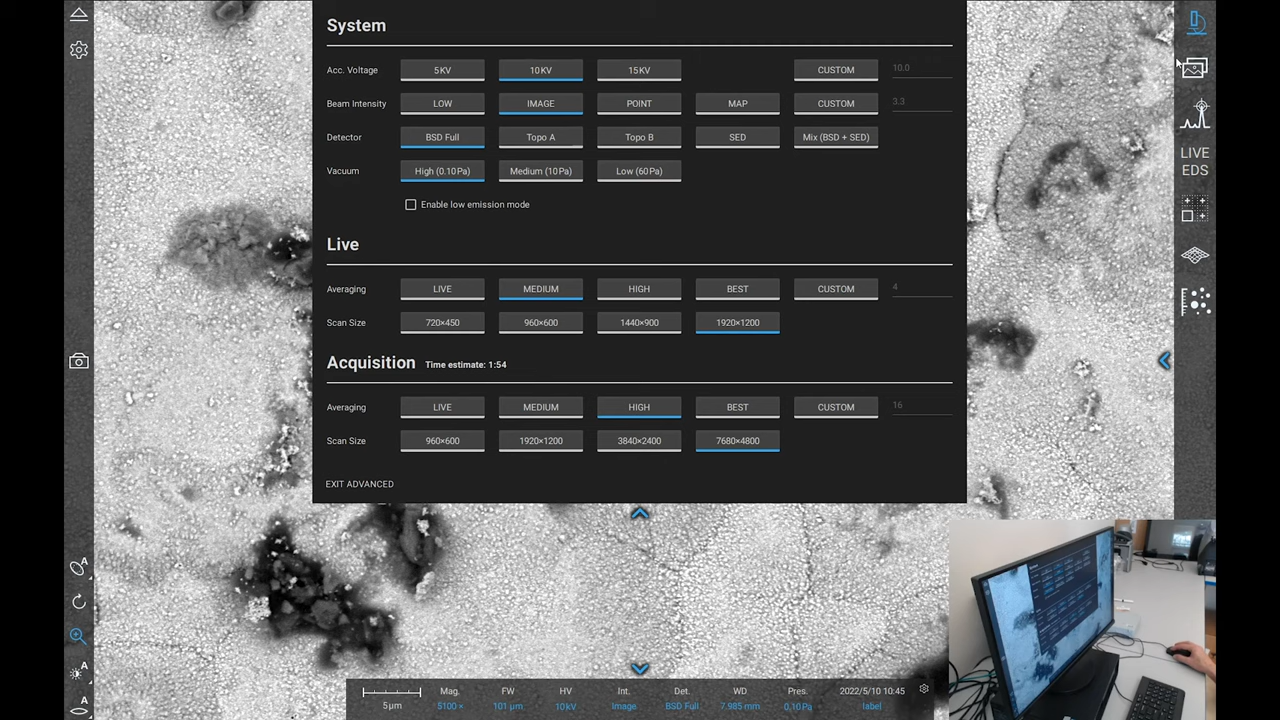 System
Acc. Voltage 5KV 10KV 15KV CUSTOM 10.0
Beam Intensity LOW IMAGE POINT MAP CUSTOM 3.3
Detector BSD Full Topo A Topo B SED Mix (BSD + SED)
Vacuum High (0.10Pa) Medium (10Pa) Low (60Pa)
Enable low emission mode
LIVE
EDS
Live
Averaging LIVE MEDIUM HIGH BEST CUSTOM 4
Scan Size 720×450 960×600 1440×900 1920×1200
Acquisition Time estimate: 1:54
Averaging LIVE MEDIUM HIGH BEST CUSTOM 16
Scan Size 960×600 1920×1200 3840×2400 7680×4800
EXIT ADVANCED
A
A
A
5µm Mag. FW HV Int. Det. WD Pres. 2022/5/10 10:45
5100 × 101 µm 10kV Image BSD Full 7.985 mm 0.10Pa label